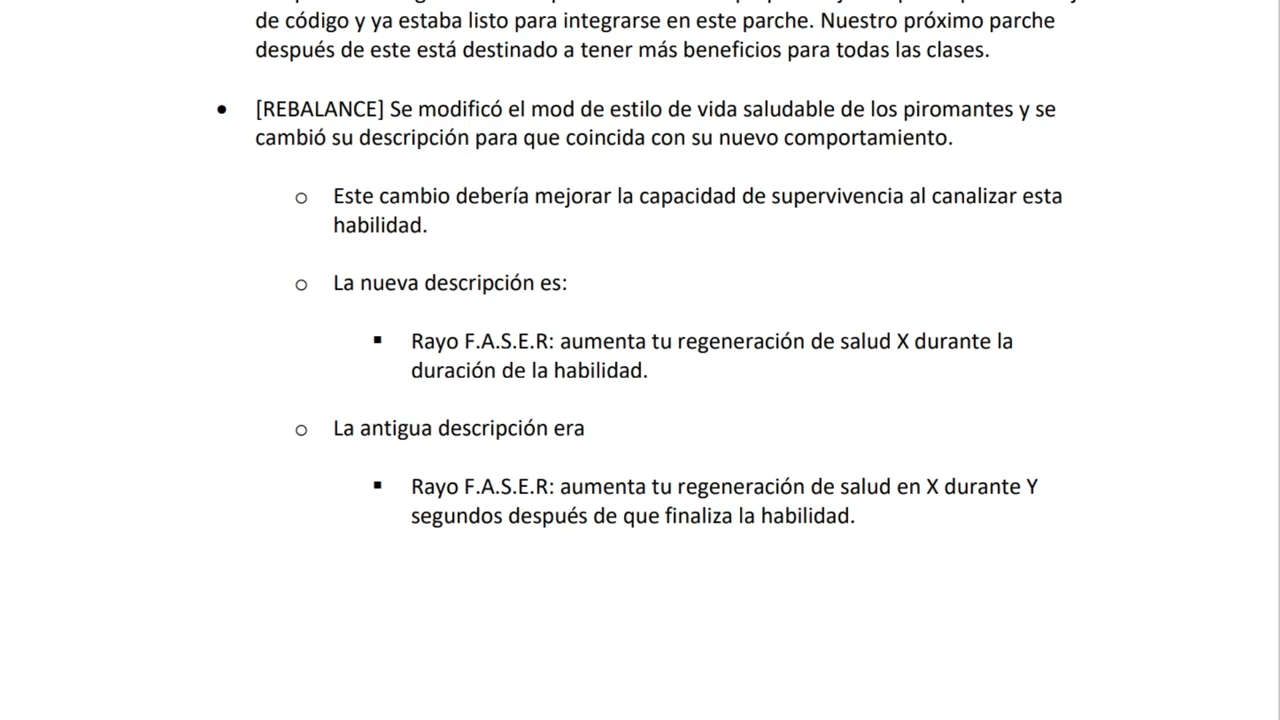 de código y ya estaba listo para integrarse en este parche. Nuestro próximo parche
después de este está destinado a tener más beneficios para todas las clases.
• [REBALANCE] Se modificó el mod de estilo de vida saludable de los piromantes y se
cambió su descripción para que coincida con su nuevo comportamiento.
o Este cambio debería mejorar la capacidad de supervivencia al canalizar esta
habilidad.
o La nueva descripción es:
▪ Rayo F.A.S.E.R: aumenta tu regeneración de salud X durante la
duración de la habilidad.
o La antigua descripción era
▪ Rayo F.A.S.E.R: aumenta tu regeneración de salud en X durante Y
segundos después de que finaliza la habilidad.